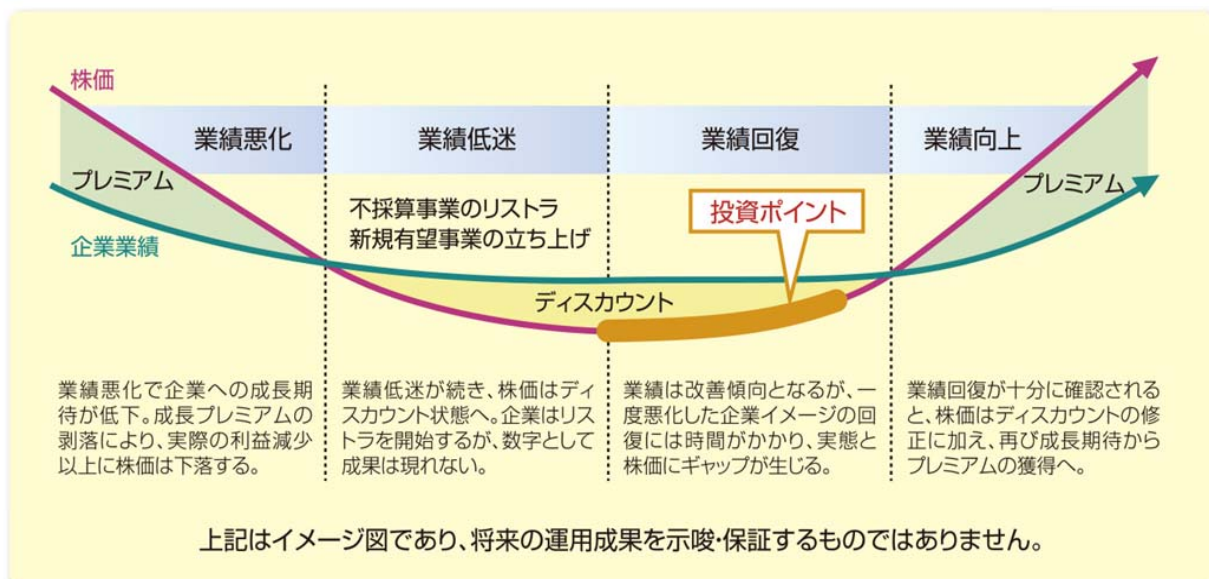 株価
業績悪化
業績低迷
業績回復
業績向上
プレミアム
プレミアム
企業業績
不採算事業のリストラ
新規有望事業の立ち上げ
投資ポイント
ディスカウント
業績悪化で企業への成長期
待が低下。成長プレミアムの
剥落により、実際の利益減少
以上に株価は下落する。
業績低迷が続き、株価はディ
スカウント状態へ。企業はリス
トラを開始するが、数字として
成果は現れない。
業績は改善傾向となるが、一
度悪化した企業イメージの回
復には時間がかかり、実態と
株価にギャップが生じる。
業績回復が十分に確認される
と、株価はディスカウントの修
正に加え、再び成長期待から
プレミアムの獲得へ。
上記はイメージ図であり、将来の運用成果を示唆・保証するものではありません。